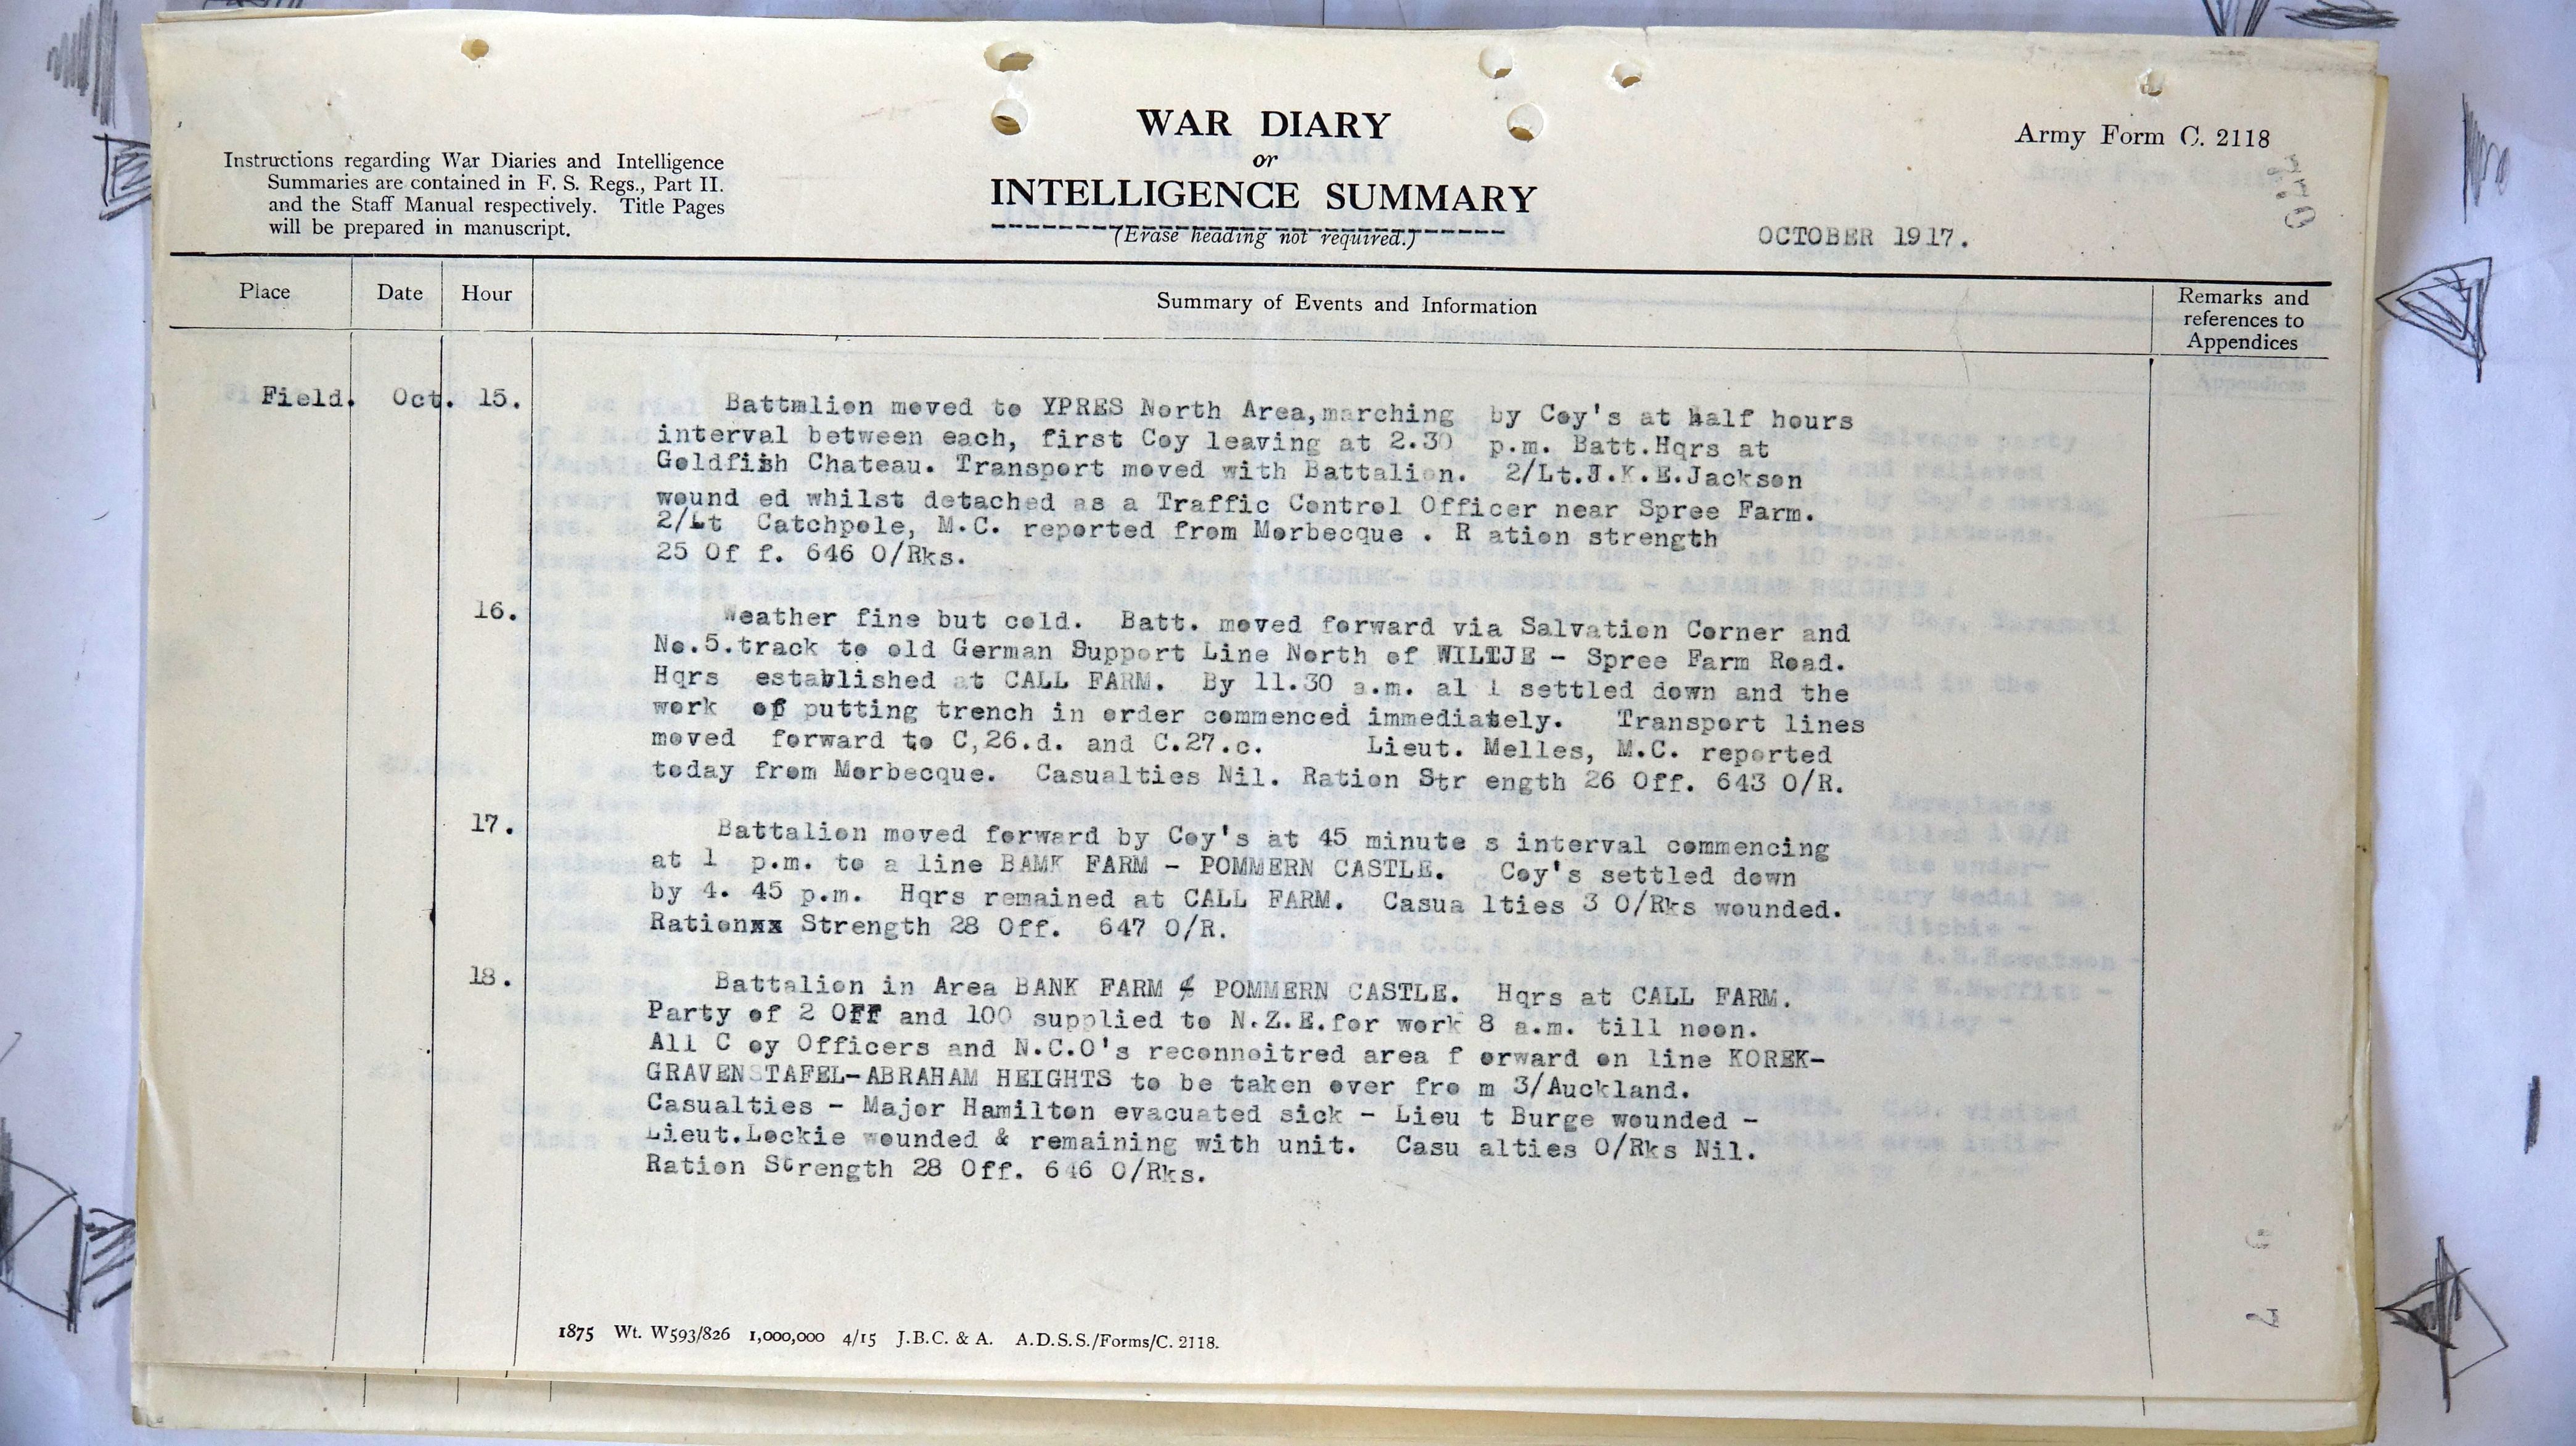 WAR DIARY
or
INTELLIGENCE SUMMARY
(Erase heading not required.)
Army Form C. 2118
Instructions regarding War Diaries and Intelligence
Summaries are contained in F. S. Regs., Part II.
and the Staff Manual respectively. Title Pages
will be prepared in manuscript.
OCTOBER 1917.
Place Date Hour Summary of Events and Information Remarks and
references to
Appendices
Field. Oct. 15. Battmlion moved to YPRES North Area, marching by Coy's at half hours
interval between each, first Coy leaving at 2.30 p.m. Batt.Hqrs at
Goldfish Chateau. Transport moved with Battalion. 2/Lt.J.K.E.Jackson
wound ed whilst detached as a Traffic Control Officer near Spree Farm.
2/Lt Catchpole, M.C. reported from Morbecque . R ation strength
25 Of f. 646 O/Rks.
16. Weather fine but cold. Batt. moved forward via Salvation Corner and
No.5.track to old German Support Line North of WILTJE - Spree Farm Road.
Hqrs established at CALL FARM. By 11.30 a.m. al l settled down and the
work of putting trench in order commenced immediately. Transport lines
moved forward to C,26.d. and C.27.c. Lieut. Melles, M.C. reported
today from Morbecque. Casualties Nil. Ration Str ength 26 Off. 643 O/R.
17. Battalion moved forward by Coy's at 45 minute s interval commencing
at 1 p.m. to a line BAMK FARM - POMMERN CASTLE. Coy's settled down
by 4. 45 p.m. Hqrs remained at CALL FARM. Casua lties 3 O/Rks wounded.
Rationxx Strength 28 Off. 647 O/R.
18. Battalion in Area BANK FARM & POMMERN CASTLE. Hqrs at CALL FARM.
Party of 2 Off and 100 supplied to N.Z.E.for work 8 a.m. till noon.
All C oy Officers and N.C.O's reconnoitred area f orward on line KOREK-
GRAVENSTAFEL-ABRAHAM HEIGHTS to be taken over fro m 3/Auckland.
Casualties - Major Hamilton evacuated sick - Lieu t Burge wounded -
Lieut.Lockie wounded & remaining with unit. Casu alties O/Rks Nil.
Ration Strength 28 Off. 646 O/Rks.
1875 Wt. W593/826 1,000,000 4/15 J.B.C. & A. A.D.S.S./Forms/C. 2118.